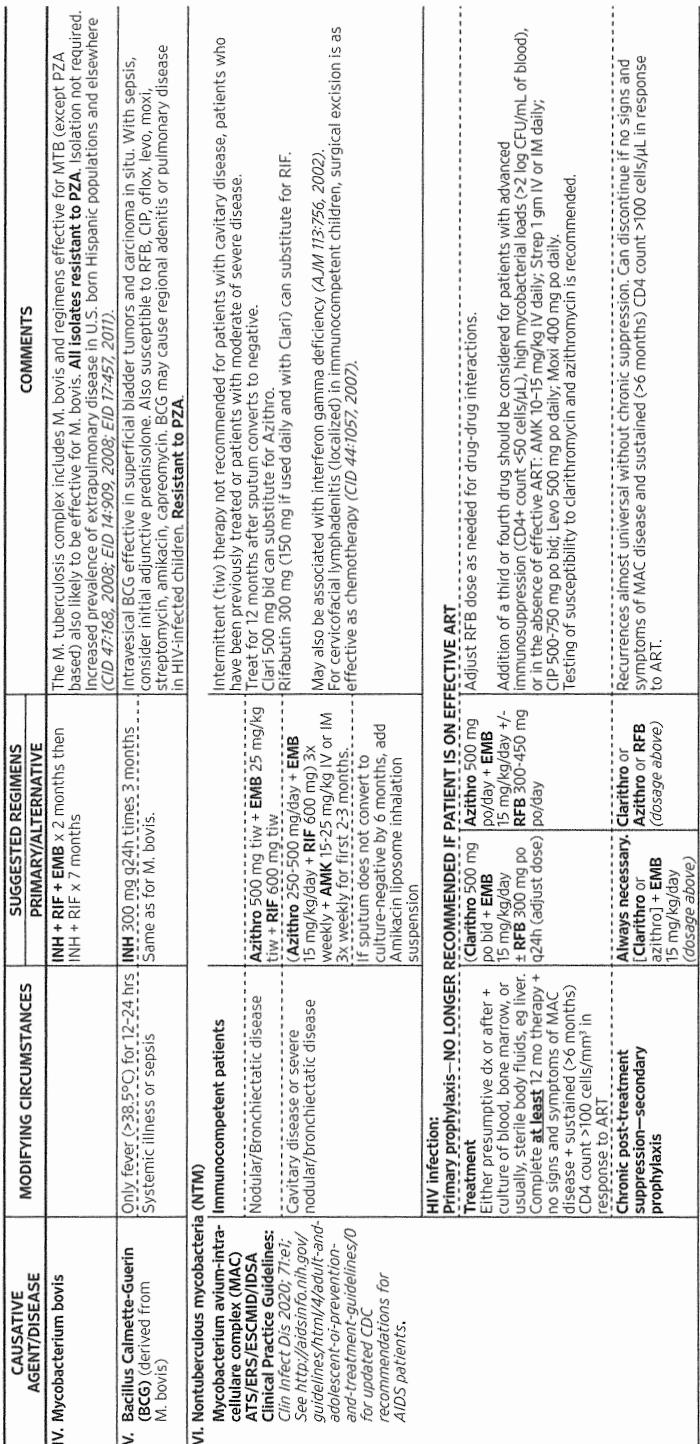 CAUSATIVE
AGENT/DISEASE
MODIFYING CIRCUMSTANCES
SUGGESTED REGIMENS
PRIMARY/ALTERNATIVE
COMMENTS
IV. Mycobacterium bovis
INH + RIF + EMB x 2 months then
INH + RIF x 7 months
The M. tuberculosis complex includes M. bovis and regimens effective for MTB (except PZA
based) also likely to be effective for M. bovis. All isolates resistant to PZA. Isolation not required.
Increased prevalence of extrapulmonary disease in U.S. born Hispanic populations and elsewhere
(CID 47:168, 2008; EID 14:909, 2008; EID 17:457, 2011).
V. Bacillus Calmette-Guerin
(BCG) (derived from
M. bovis)
Only fever (>38.5°C) for 12–24 hrs
INH 300 mg q24h times 3 months
Systemic illness or sepsis
Same as for M. bovis.
Intravesical BCG effective in superficial bladder tumors and carcinoma in situ. With sepsis,
consider initial adjunctive prednisolone. Also susceptible to RFB, CIP, oflox, levo, moxi,
streptomycin, amikacin, capreomycin. BCG may cause regional adenitis or pulmonary disease
in HIV-infected children. Resistant to PZA.
VI. Nontuberculous mycobacteria (NTM)
Mycobacterium avium-intra-
cellulare complex (MAC)
ATS/ERS/ESCMID/IDSA
Clinical Practice Guidelines:
Clin Infect Dis 2020; 71:e1;
See http://aidsinfo.nih.gov/
guidelines/html/4/adult-and-
adolescent-oi-prevention-
and-treatment-guidelines/0
for updated CDC
recommendations for
AIDS patients.
Immunocompetent patients
Intermittent (tiw) therapy not recommended for patients with cavitary disease, patients who
have been previously treated or patients with moderate of severe disease.
Nodular/Bronchiectatic disease
Azithro 500 mg tiw + EMB 25 mg/kg
tiw + RIF 600 mg tiw
Treat for 12 months after sputum converts to negative.
Clari 500 mg bid can substitute for Azithro.
Cavitary disease or severe
nodular/bronchiectatic disease
(Azithro 250-500 mg/day + EMB
15 mg/kg/day + RIF 600 mg) 3x
weekly + AMK 15-25 mg/kg IV or IM
3x weekly for first 2-3 months.
If sputum does not convert to
culture-negative by 6 months, add
Amikacin liposome inhalation
suspension
Rifabutin 300 mg (150 mg if used daily and with Clari) can substitute for RIF.
May also be associated with interferon gamma deficiency (AJM 113:756, 2002).
For cervicofacial lymphadenitis (localized) in immunocompetent children, surgical excision is as
effective as chemotherapy (CID 44:1057, 2007).
HIV infection:
Primary prophylaxis—NO LONGER RECOMMENDED IF PATIENT IS ON EFFECTIVE ART
Treatment
Either presumptive dx or after +
culture of blood, bone marrow, or
usually, sterile body fluids, eg liver.
Complete at least 12 mo therapy +
no signs and symptoms of MAC
disease + sustained (>6 months)
CD4 count >100 cells/mm³ in
response to ART
(Clarithro 500 mg
po bid + EMB
15 mg/kg/day
± RFB 300 mg po
q24h (adjust dose)
Azithro 500 mg
po/day + EMB
15 mg/kg/day +/-
RFB 300-450 mg
po/day
Adjust RFB dose as needed for drug-drug interactions.
Addition of a third or fourth drug should be considered for patients with advanced
immunosuppression (CD4+ count <50 cells/µL), high mycobacterial loads (>2 log CFU/mL of blood),
or in the absence of effective ART: AMK 10–15 mg/kg IV daily; Strep 1 gm IV or IM daily;
CIP 500-750 mg po bid; Levo 500 mg po daily; Moxi 400 mg po daily.
Testing of susceptibility to clarithromycin and azithromycin is recommended.
Chronic post-treatment
suppression—secondary
prophylaxis
Always necessary.
[Clarithro or
azithro] + EMB
15 mg/kg/day
(dosage above)
Clarithro or
Azithro or RFB
(dosage above)
Recurrences almost universal without chronic suppression. Can discontinue if no signs and
symptoms of MAC disease and sustained (>6 months) CD4 count >100 cells/µL in response
to ART.